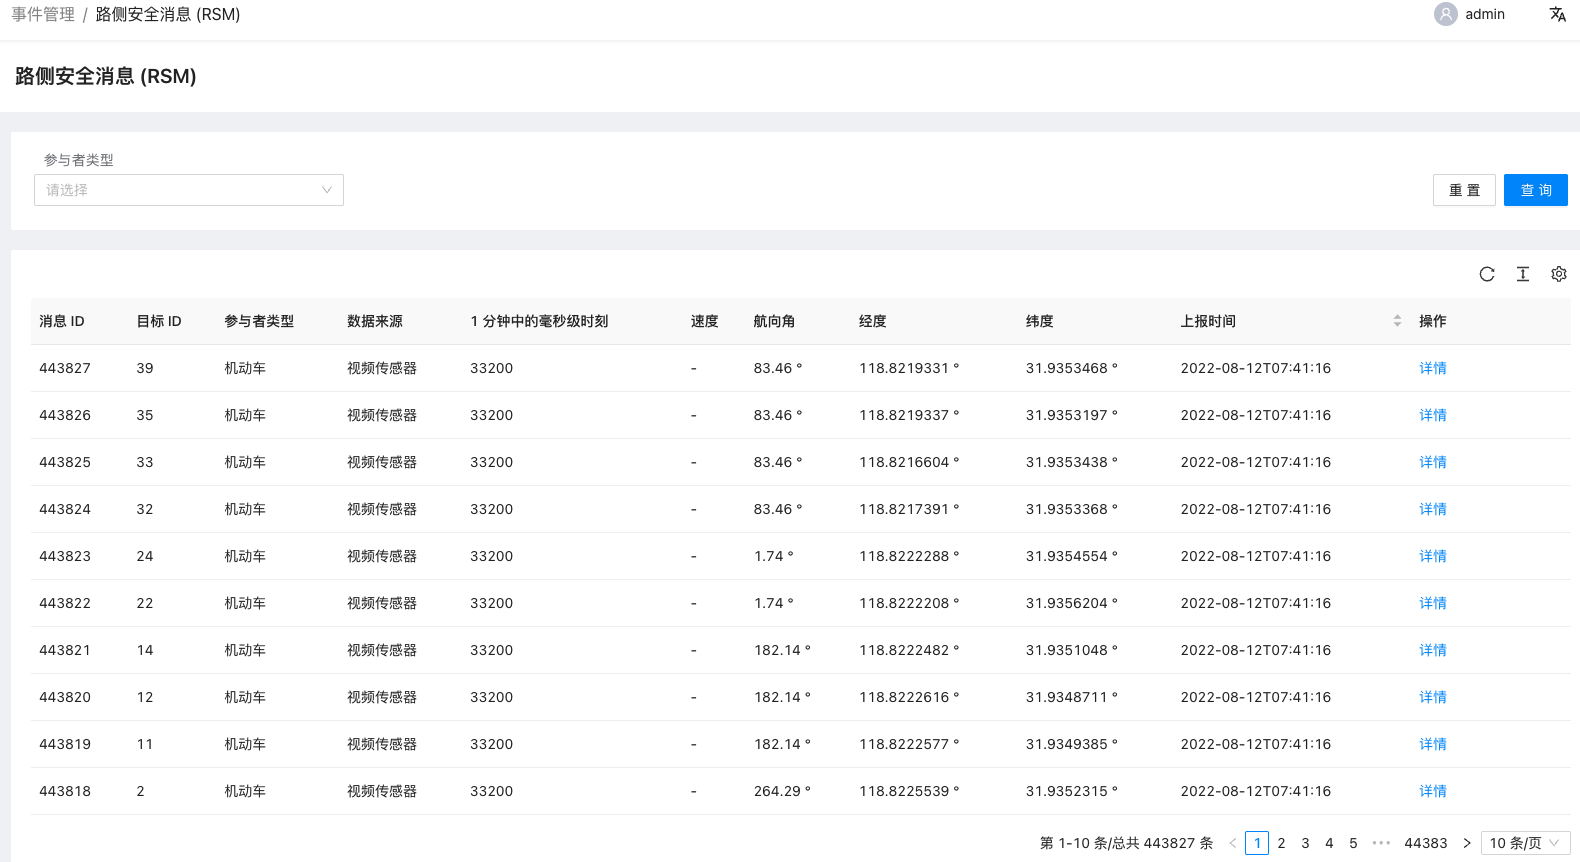 事件管理 / 路侧安全消息 (RSM) admin
路侧安全消息 (RSM)
参与者类型
请选择 重 置 查 询
消息 ID 目标 ID 参与者类型 数据来源 1 分钟中的毫秒级时刻 速度 航向角 经度 纬度 上报时间 操作
443827 39 机动车 视频传感器 33200 - 83.46 ° 118.8219331 ° 31.9353468 ° 2022-08-12T07:41:16 详情
443826 35 机动车 视频传感器 33200 - 83.46 ° 118.8219337 ° 31.9353197 ° 2022-08-12T07:41:16 详情
443825 33 机动车 视频传感器 33200 - 83.46 ° 118.8216604 ° 31.9353438 ° 2022-08-12T07:41:16 详情
443824 32 机动车 视频传感器 33200 - 83.46 ° 118.8217391 ° 31.9353368 ° 2022-08-12T07:41:16 详情
443823 24 机动车 视频传感器 33200 - 1.74 ° 118.8222288 ° 31.9354554 ° 2022-08-12T07:41:16 详情
443822 22 机动车 视频传感器 33200 - 1.74 ° 118.8222208 ° 31.9356204 ° 2022-08-12T07:41:16 详情
443821 14 机动车 视频传感器 33200 - 182.14 ° 118.8222482 ° 31.9351048 ° 2022-08-12T07:41:16 详情
443820 12 机动车 视频传感器 33200 - 182.14 ° 118.8222616 ° 31.9348711 ° 2022-08-12T07:41:16 详情
443819 11 机动车 视频传感器 33200 - 182.14 ° 118.8222577 ° 31.9349385 ° 2022-08-12T07:41:16 详情
443818 2 机动车 视频传感器 33200 - 264.29 ° 118.8225539 ° 31.9352315 ° 2022-08-12T07:41:16 详情
第 1-10 条/总共 443827 条 < 1 2 3 4 5 ••• 44383 > 10 条/页